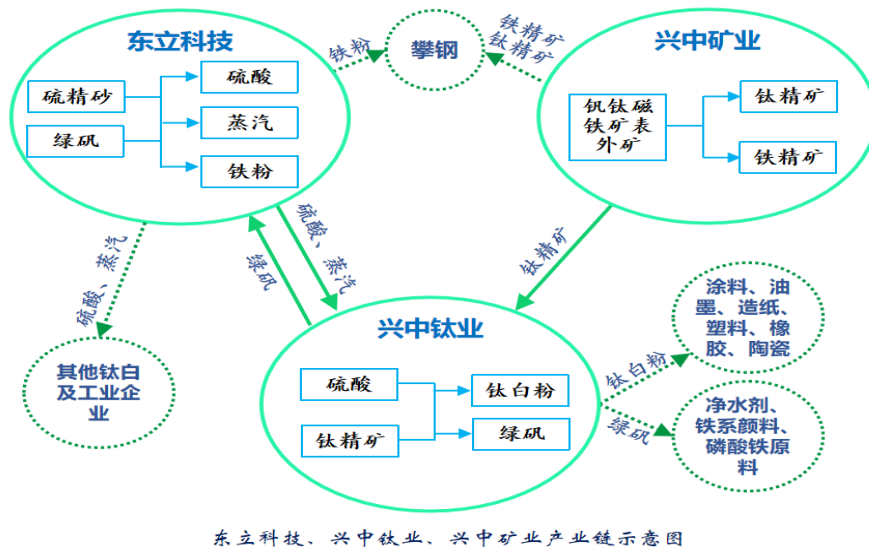 东立科技
硫精砂
绿矾
硫酸
蒸汽
铁粉
铁粉
攀钢
铁精矿
钛精矿
兴中矿业
钒钛磁
铁矿表
外矿
钛精矿
铁精矿
硫酸、蒸汽
绿矾
硫酸、蒸汽
钛精矿
其他钛白
及工业企
业
兴中钛业
硫酸
钛精矿
钛白粉
绿矾
钛白粉
绿矾
涂料、油
墨、造纸、
塑料、橡
胶、陶瓷
净水剂、
铁系颜料、
磷酸铁原
料
东立科技、兴中钛业、兴中矿业产业链示意图